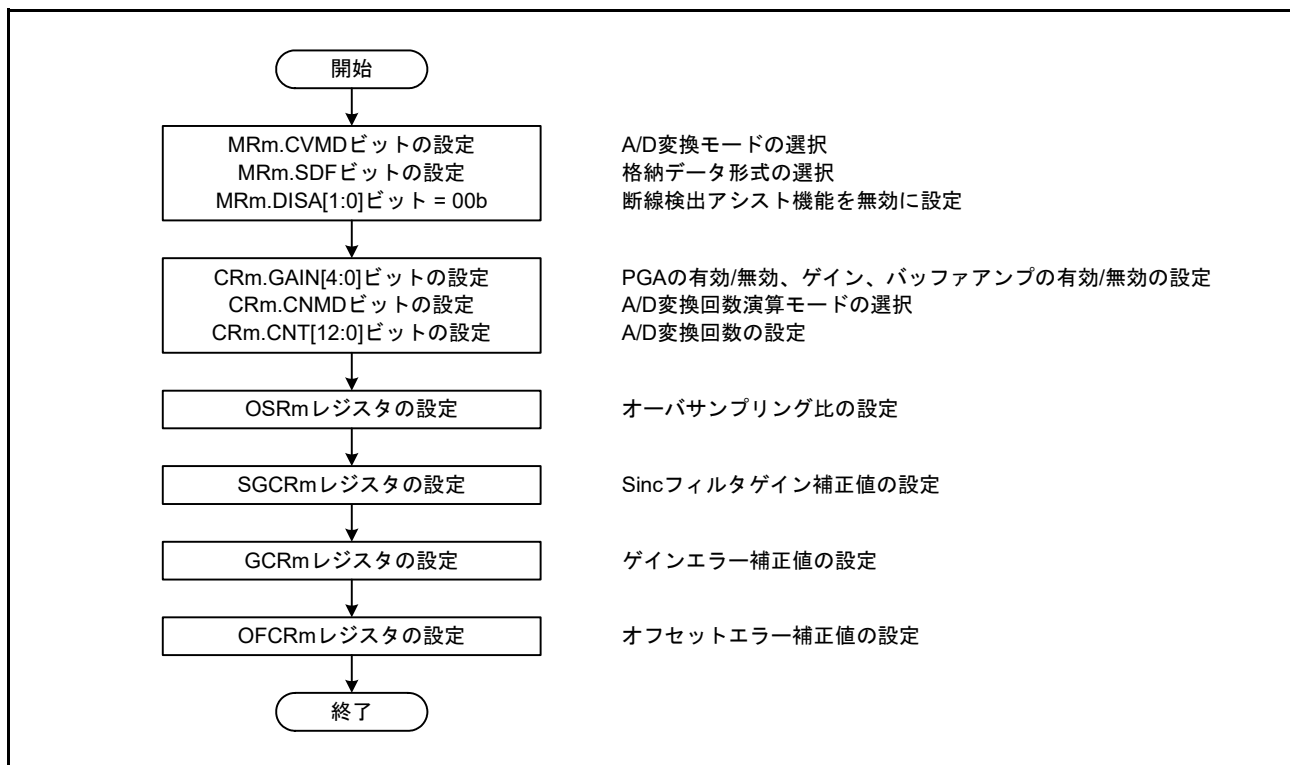 開始
MRm.CVMDビットの設定 A/D変換モードの選択
MRm.SDFビットの設定 格納データ形式の選択
MRm.DISA[1:0]ビット = 00b 断線検出アシスト機能を無効に設定
CRm.GAIN[4:0]ビットの設定 PGAの有効/無効、ゲイン、バッファアンプの有効/無効の設定
CRm.CNMDビットの設定 A/D変換回数演算モードの選択
CRm.CNT[12:0]ビットの設定 A/D変換回数の設定
OSRmレジスタの設定 オーバサンプリング比の設定
SGCRmレジスタの設定 Sincフィルタゲイン補正値の設定
GCRmレジスタの設定 ゲインエラー補正値の設定
OFCRmレジスタの設定 オフセットエラー補正値の設定
終了